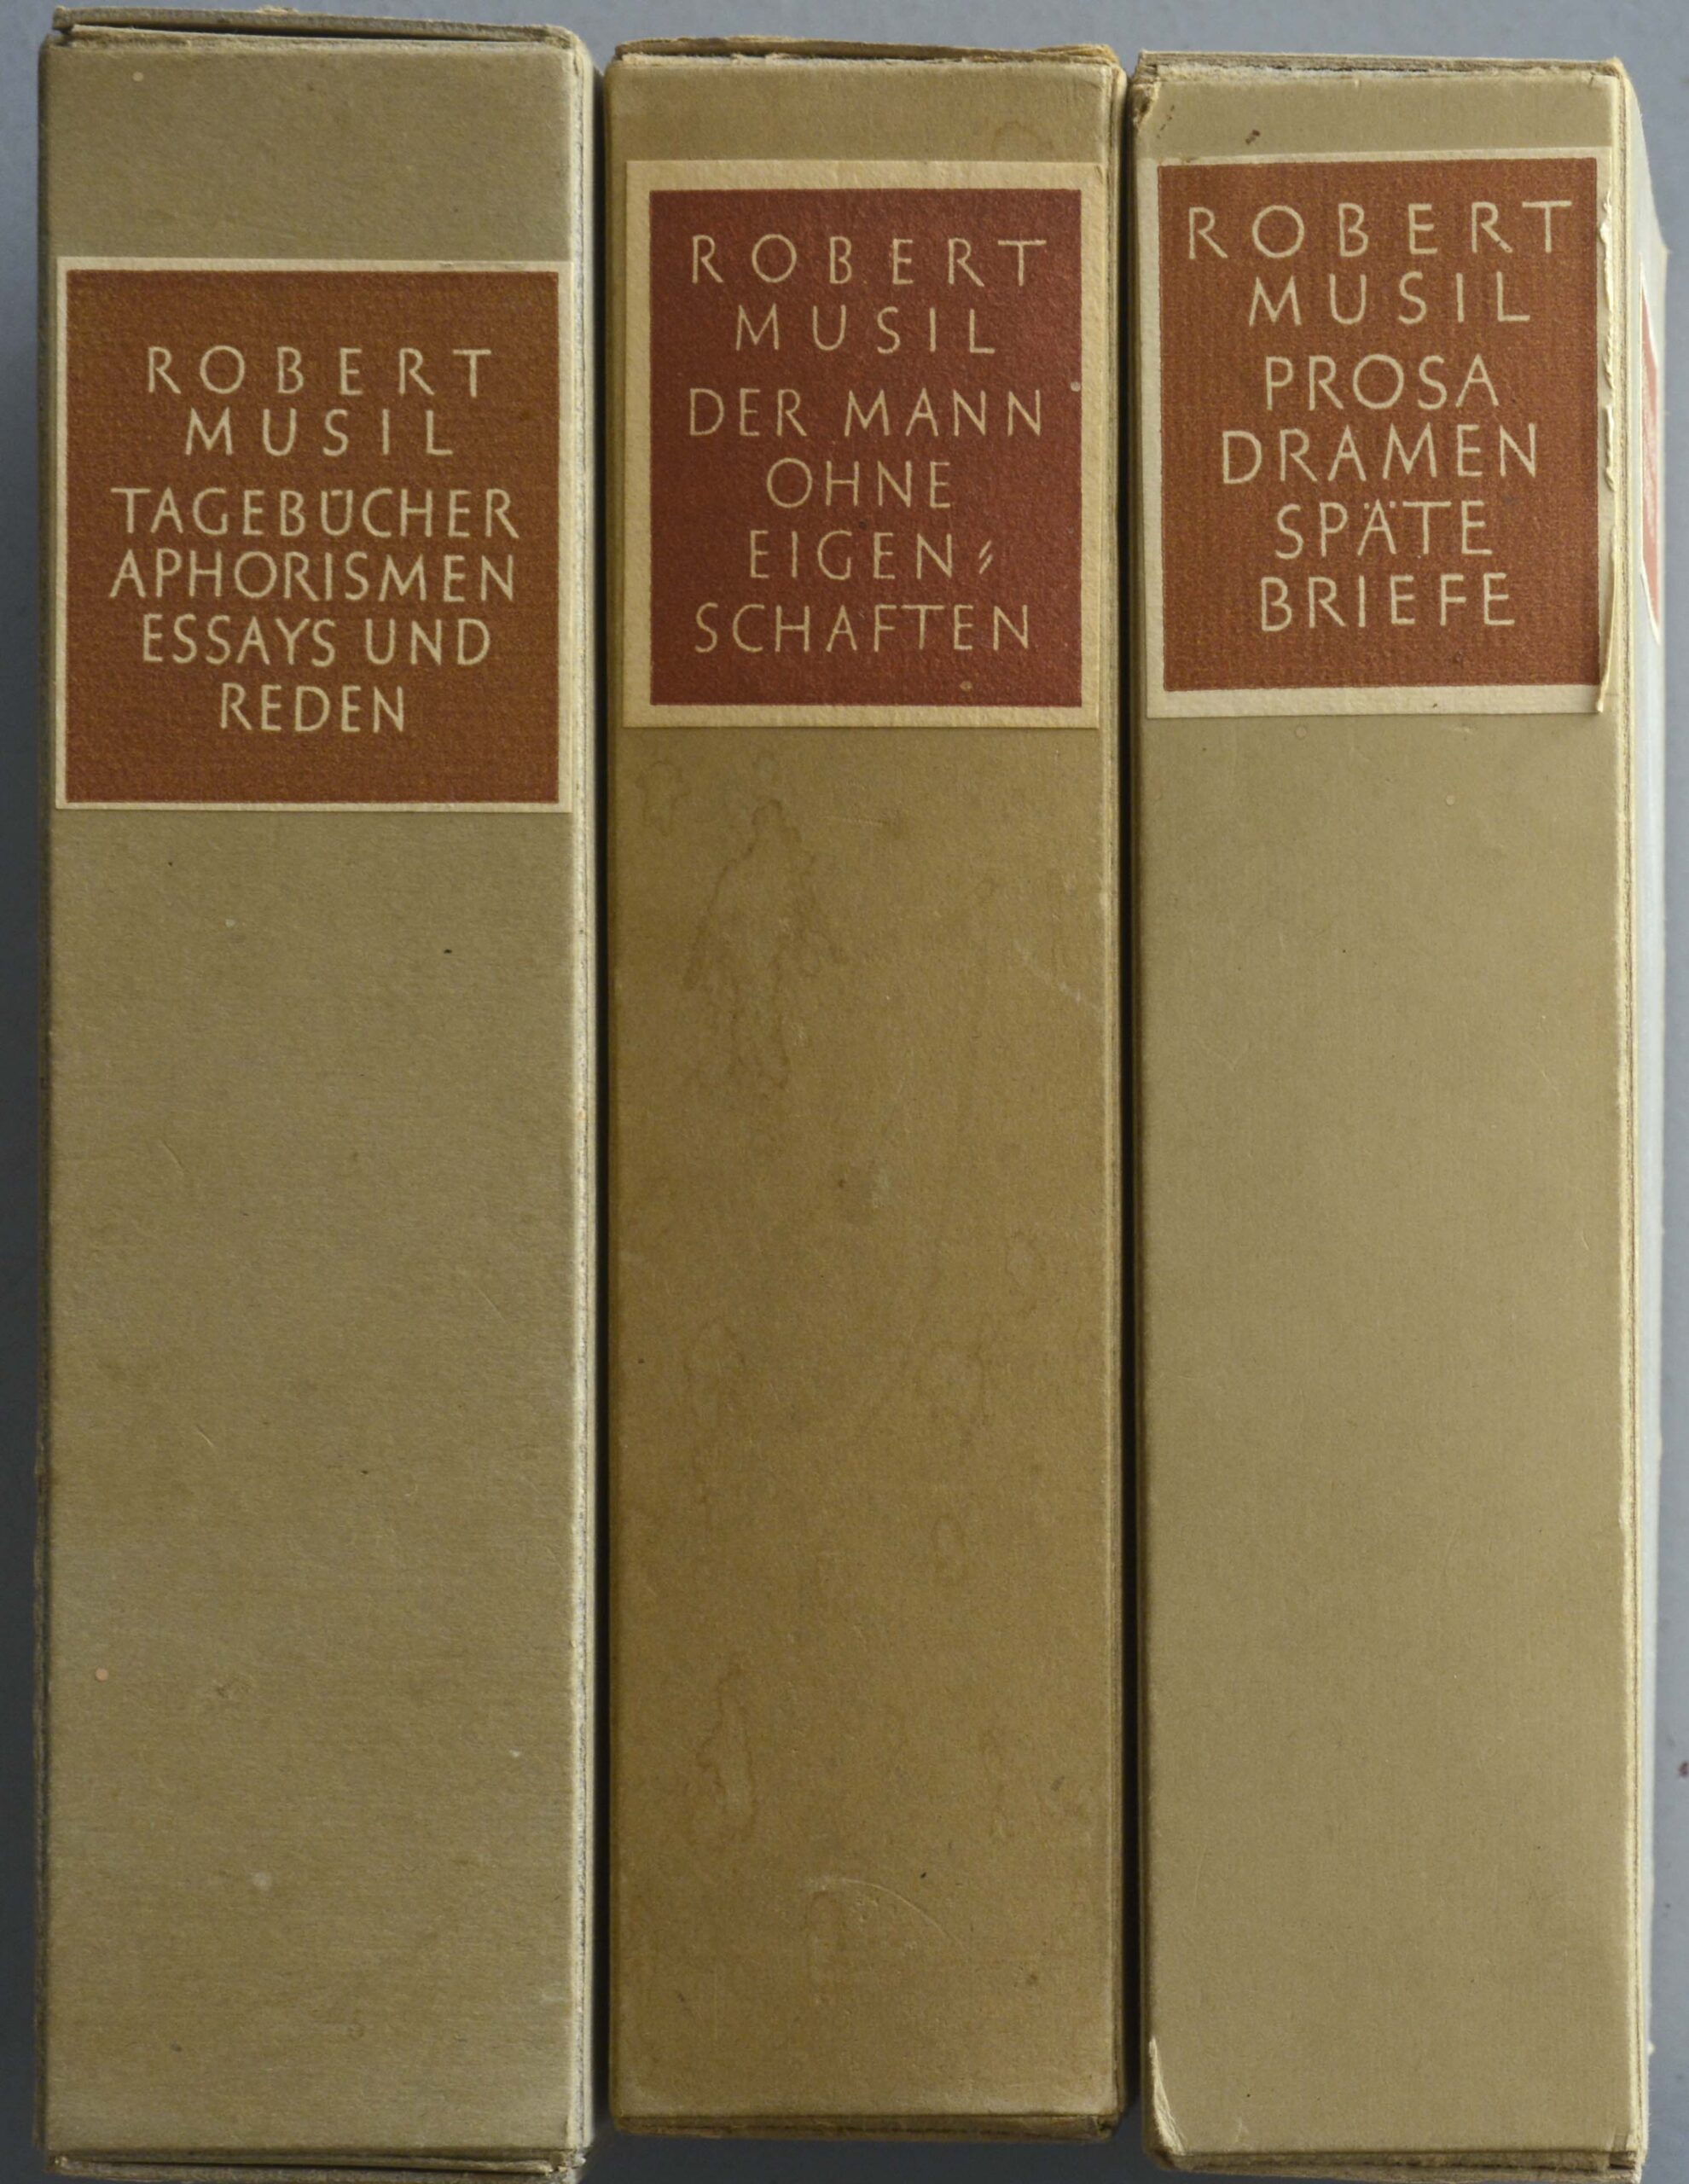 ROBERT
MUSIL
TAGEBÜCHER
APHORISMEN
ESSAYS UND
REDEN
ROBERT
MUSIL
DER MANN
OHNE
EIGEN⸗
SCHAFTEN
ROBERT
MUSIL
PROSA
DRAMEN
SPÄTE
BRIEFE